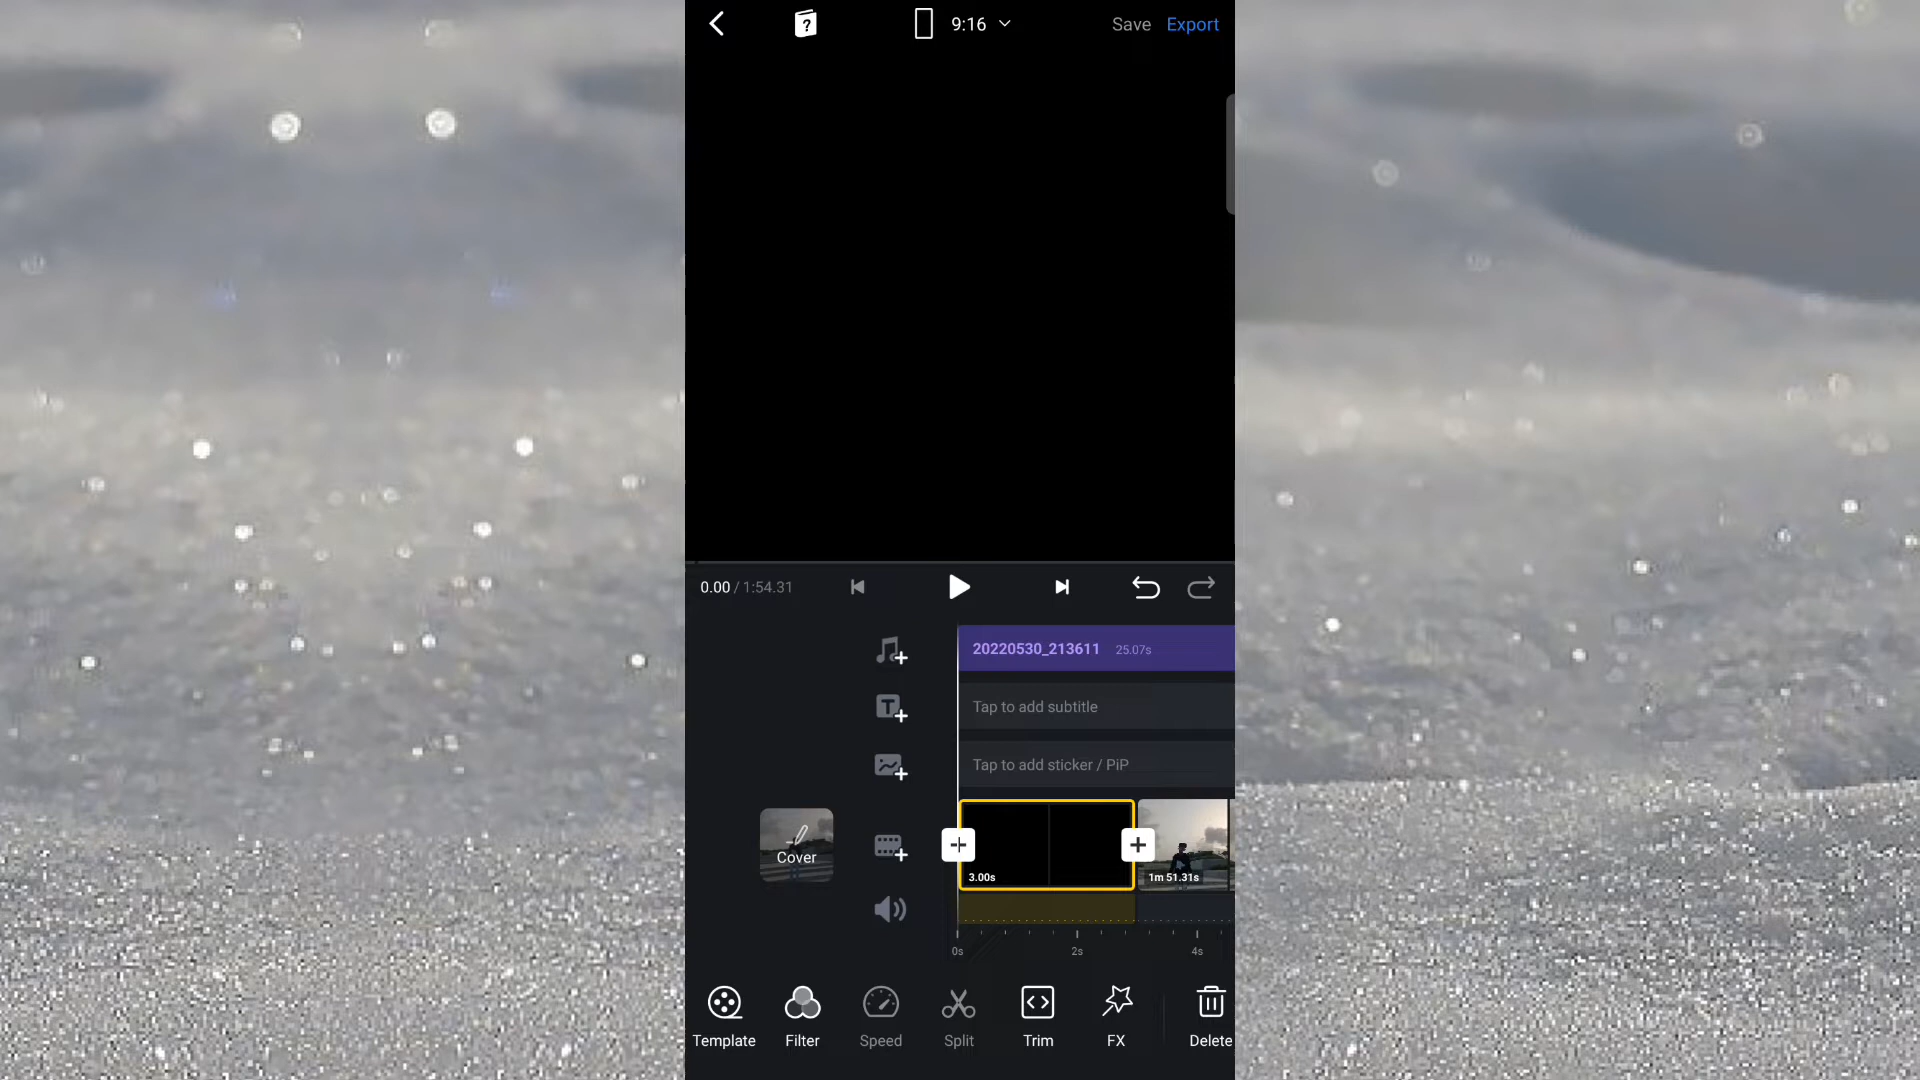 9:16
Save
Export
0.00 / 1:54.31
20220530_213611 25.07s
Tap to add subtitle
Tap to add sticker / PiP
Cover
3.00s
1m 51.31s
0s
2s
4s
Template
Filter
Speed
Split
Trim
FX
Delete